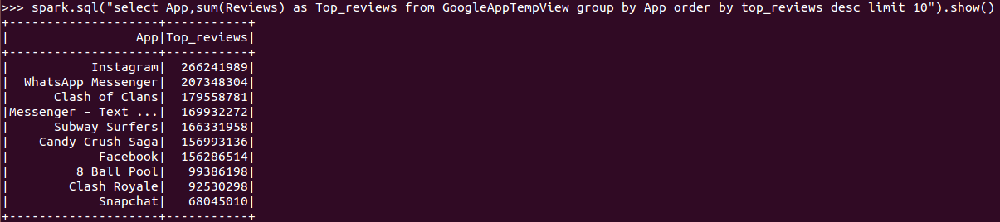 >>> spark.sql("select App,sum(Reviews) as Top_reviews from GoogleAppTempView group by App order by top_reviews desc limit 10").show()
+--------------------+-----------+
|                 App|Top_reviews|
+--------------------+-----------+
|           Instagram|  266241989|
|  WhatsApp Messenger|  207348304|
|      Clash of Clans|  179558781|
|Messenger – Text ...|  169932272|
|      Subway Surfers|  166331958|
|    Candy Crush Saga|  156993136|
|            Facebook|  156286514|
|         8 Ball Pool|   99386198|
|        Clash Royale|   92530298|
|            Snapchat|   68045010|
+--------------------+-----------+